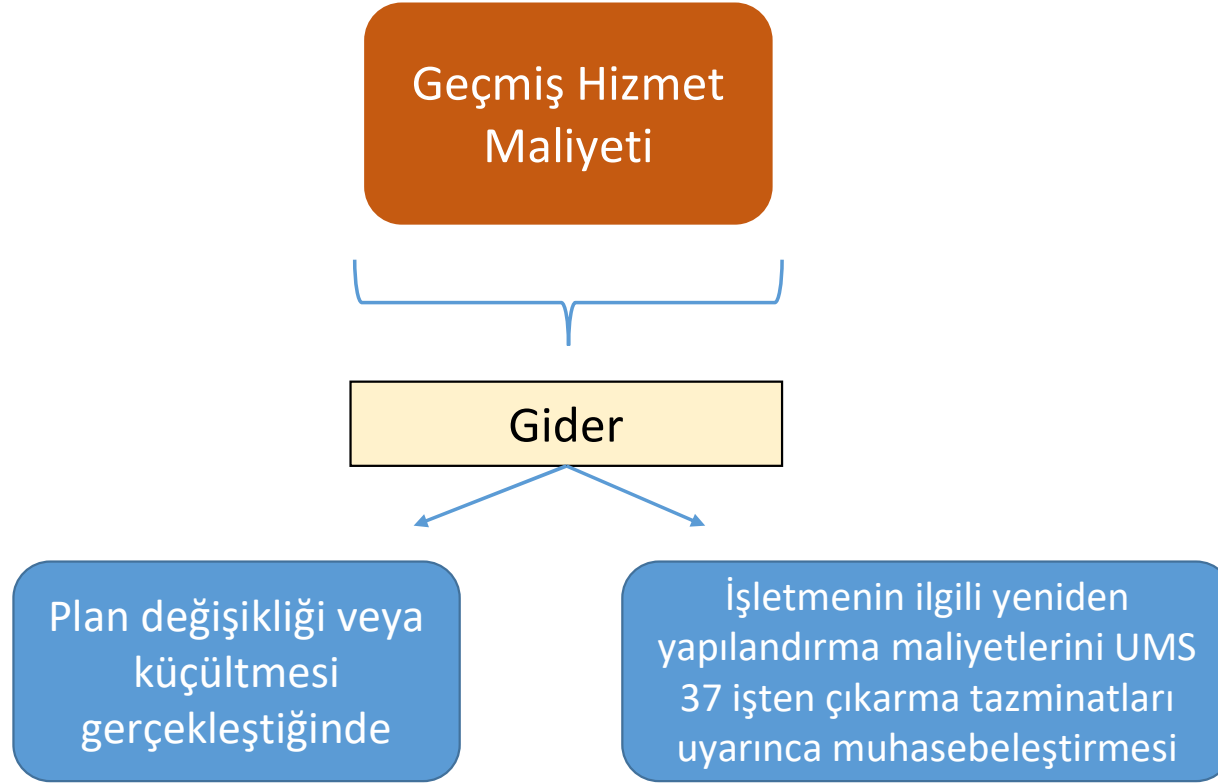 Geçmiş Hizmet
Maliyeti
Gider
Plan değişikliği veya
küçültmesi
gerçekleştiğinde
İşletmenin ilgili yeniden
yapılandırma maliyetlerini UMS
37 işten çıkarma tazminatları
uyarınca muhasebeleştirmesi